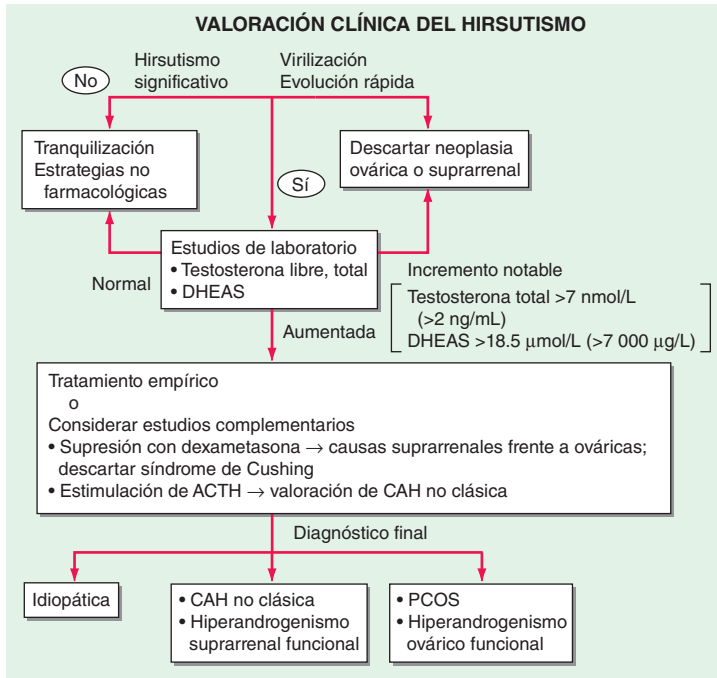 VALORACIÓN CLÍNICA DEL HIRSUTISMO
No
Hirsutismo
significativo
Virilización
Evolución rápida
Tranquilización
Estrategias no
farmacológicas
Sí
Descartar neoplasia
ovárica o suprarrenal
Normal
Estudios de laboratorio
• Testosterona libre, total
• DHEAS
Incremento notable
Testosterona total >7 nmol/L
(>2 ng/mL)
DHEAS >18.5 μmol/L (>7 000 μg/L)
Aumentada
Tratamiento empírico
o
Considerar estudios complementarios
• Supresión con dexametasona → causas suprarrenales frente a ováricas;
descartar síndrome de Cushing
• Estimulación de ACTH → valoración de CAH no clásica
Diagnóstico final
Idiopática
• CAH no clásica
• Hiperandrogenismo
suprarrenal funcional
• PCOS
• Hiperandrogenismo
ovárico funcional